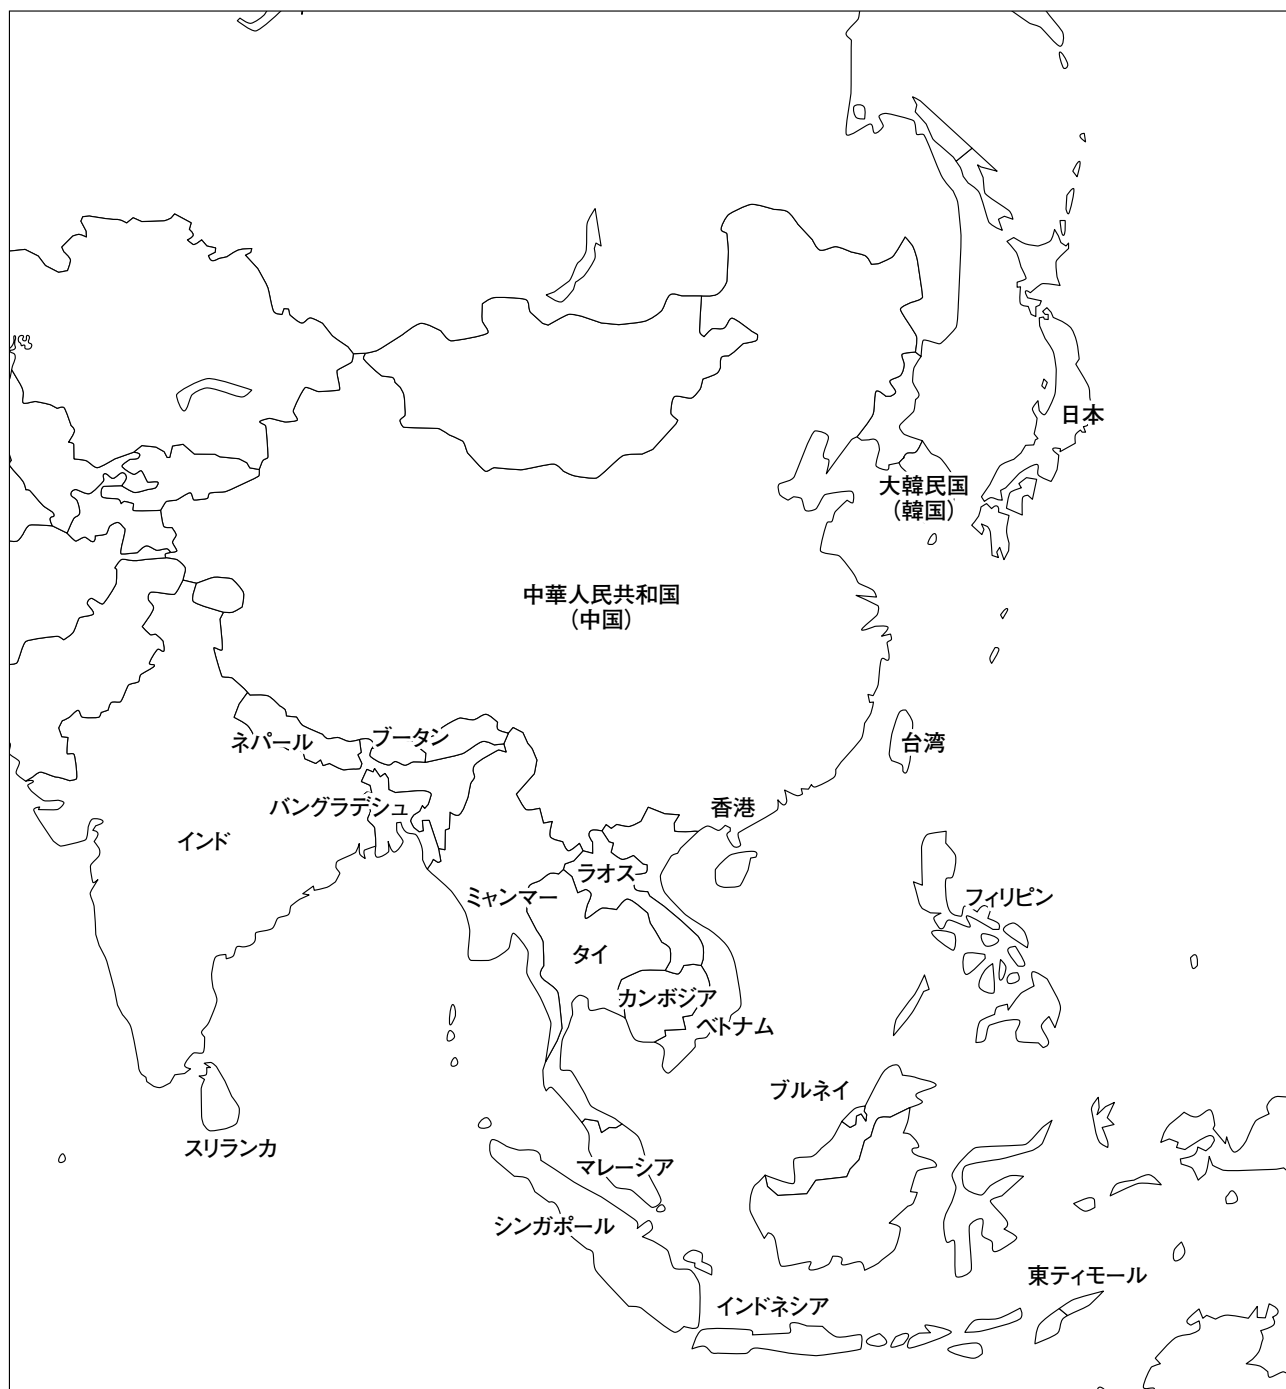 日本
大韓民国
（韓国）
中華人民共和国
（中国）
ネパール
ブータン
台湾
バングラデシュ
香港
インド
ラオス
ミャンマー
フィリピン
タイ
カンボジア
ベトナム
ブルネイ
スリランカ
マレーシア
シンガポール
東ティモール
インドネシア